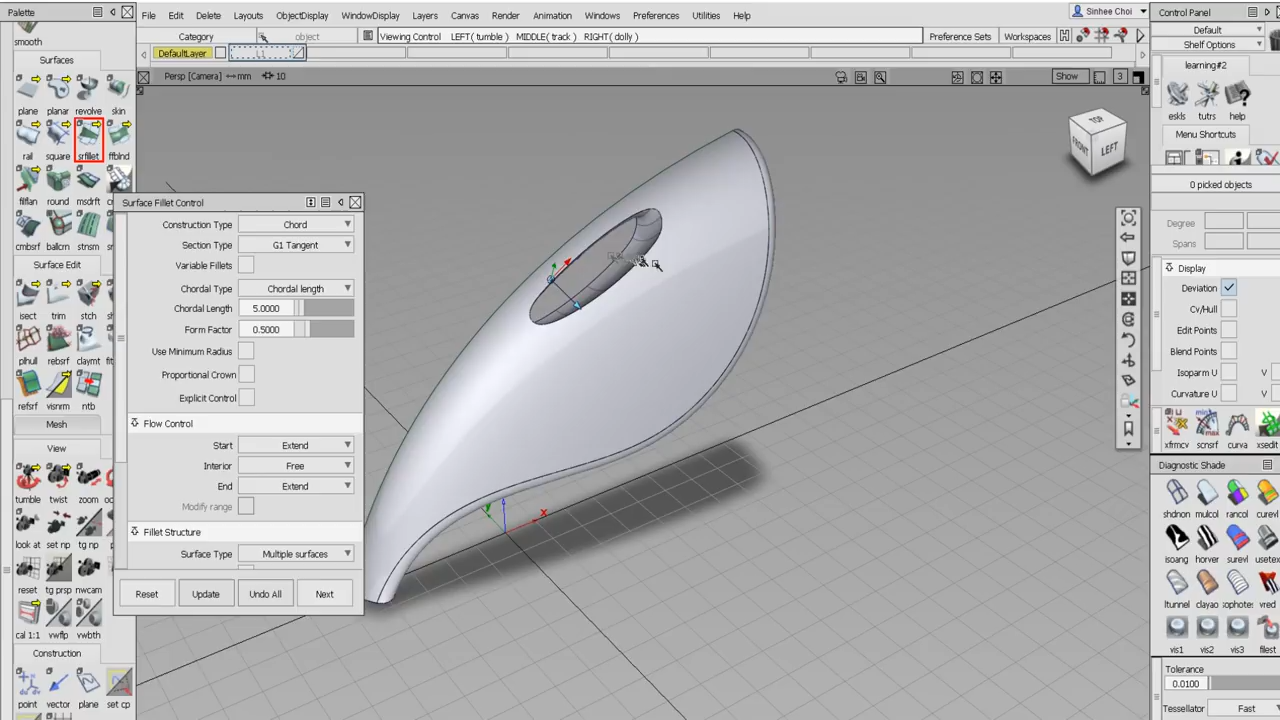 Palette
File Edit Delete Layouts ObjectDisplay WindowDisplay Layers Canvas Render Animation Windows Preferences Utilities Help
Sinhee Choi
Control Panel
Category object Viewing Control LEFT( tumble ) MIDDLE( track ) RIGHT( dolly ) Preference Sets Workspaces
Default
Shelf Options
smooth
DefaultLayer L1
Surfaces
Persp [Camera] mm 10 Show 3
learning#2
plane planar revolve skin
eskls tutrs help
rail square srfillet ffblnd
Menu Shortcuts
filflan round msdrft
0 picked objects
TOP
FRONT LEFT
Surface Fillet Control
Construction Type Chord
Section Type G1 Tangent
Variable Fillets
Chordal Type Chordal length
Chordal Length 5.0000
Form Factor 0.5000
Use Minimum Radius
Proportional Crown
Explicit Control
Flow Control
Start Extend
Interior Free
End Extend
Modify range
Fillet Structure
Surface Type Multiple surfaces
Reset Update Undo All Next
cmbsrf ballcrn stnsm
Surface Edit
isect trim stch
plhull rebsrf claymt
refsrf visnrm ntb
Mesh
View
tumble twist zoom
look at set np tg np
reset tg prsp nwcam
cal 1:1 vwflp vwbth
Construction
point vector plane set cp
X
Degree
Spans
Display
Deviation
Cv/Hull
Edit Points
Blend Points
Isoparm U V
Curvature U V
xfrmcv scnsrf curva xsedit
Diagnostic Shade
shdnon mulcol rancol
isoang horver surevl usetex
ltunnel clayao vred
vis1 vis2 vis3 filest
Tolerance
0.0100
Tessellator Fast